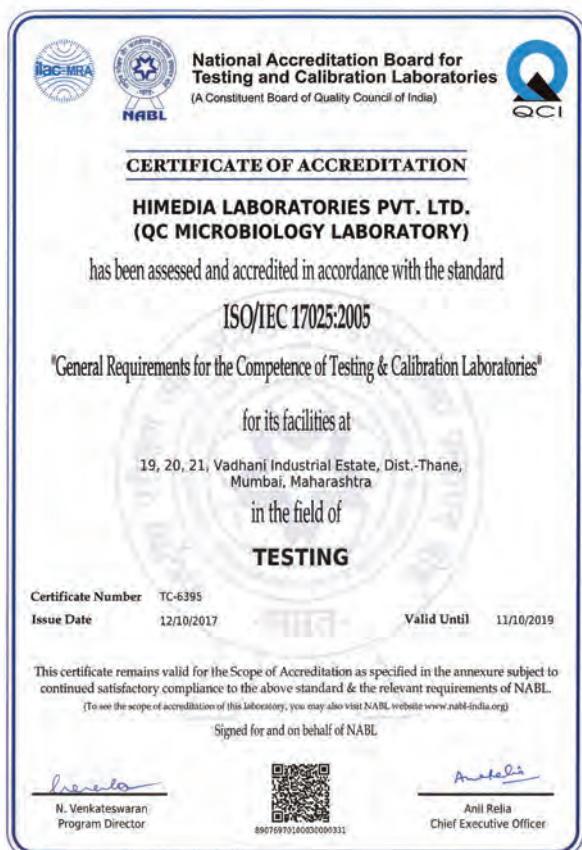 ilac-MRA
NABL
National Accreditation Board for
Testing and Calibration Laboratories
(A Constituent Board of Quality Council of India)
QCI
CERTIFICATE OF ACCREDITATION
HIMEDIA LABORATORIES PVT. LTD.
(QC MICROBIOLOGY LABORATORY)
has been assessed and accredited in accordance with the standard
ISO/IEC 17025:2005
"General Requirements for the Competence of Testing & Calibration Laboratories"
for its facilities at
19, 20, 21, Vadhani Industrial Estate, Dist.-Thane,
Mumbai, Maharashtra
in the field of
TESTING
Certificate Number TC-6395
Issue Date 12/10/2017 Valid Until 11/10/2019
भारत
This certificate remains valid for the Scope of Accreditation as specified in the annexure subject to
continued satisfactory compliance to the above standard & the relevant requirements of NABL.
(To see the scope of accreditation of this laboratory, you may also visit NABL website www.nabl-india.org)
Signed for and on behalf of NABL
N. Venkateswaran
Program Director
Anil Relia
Chief Executive Officer